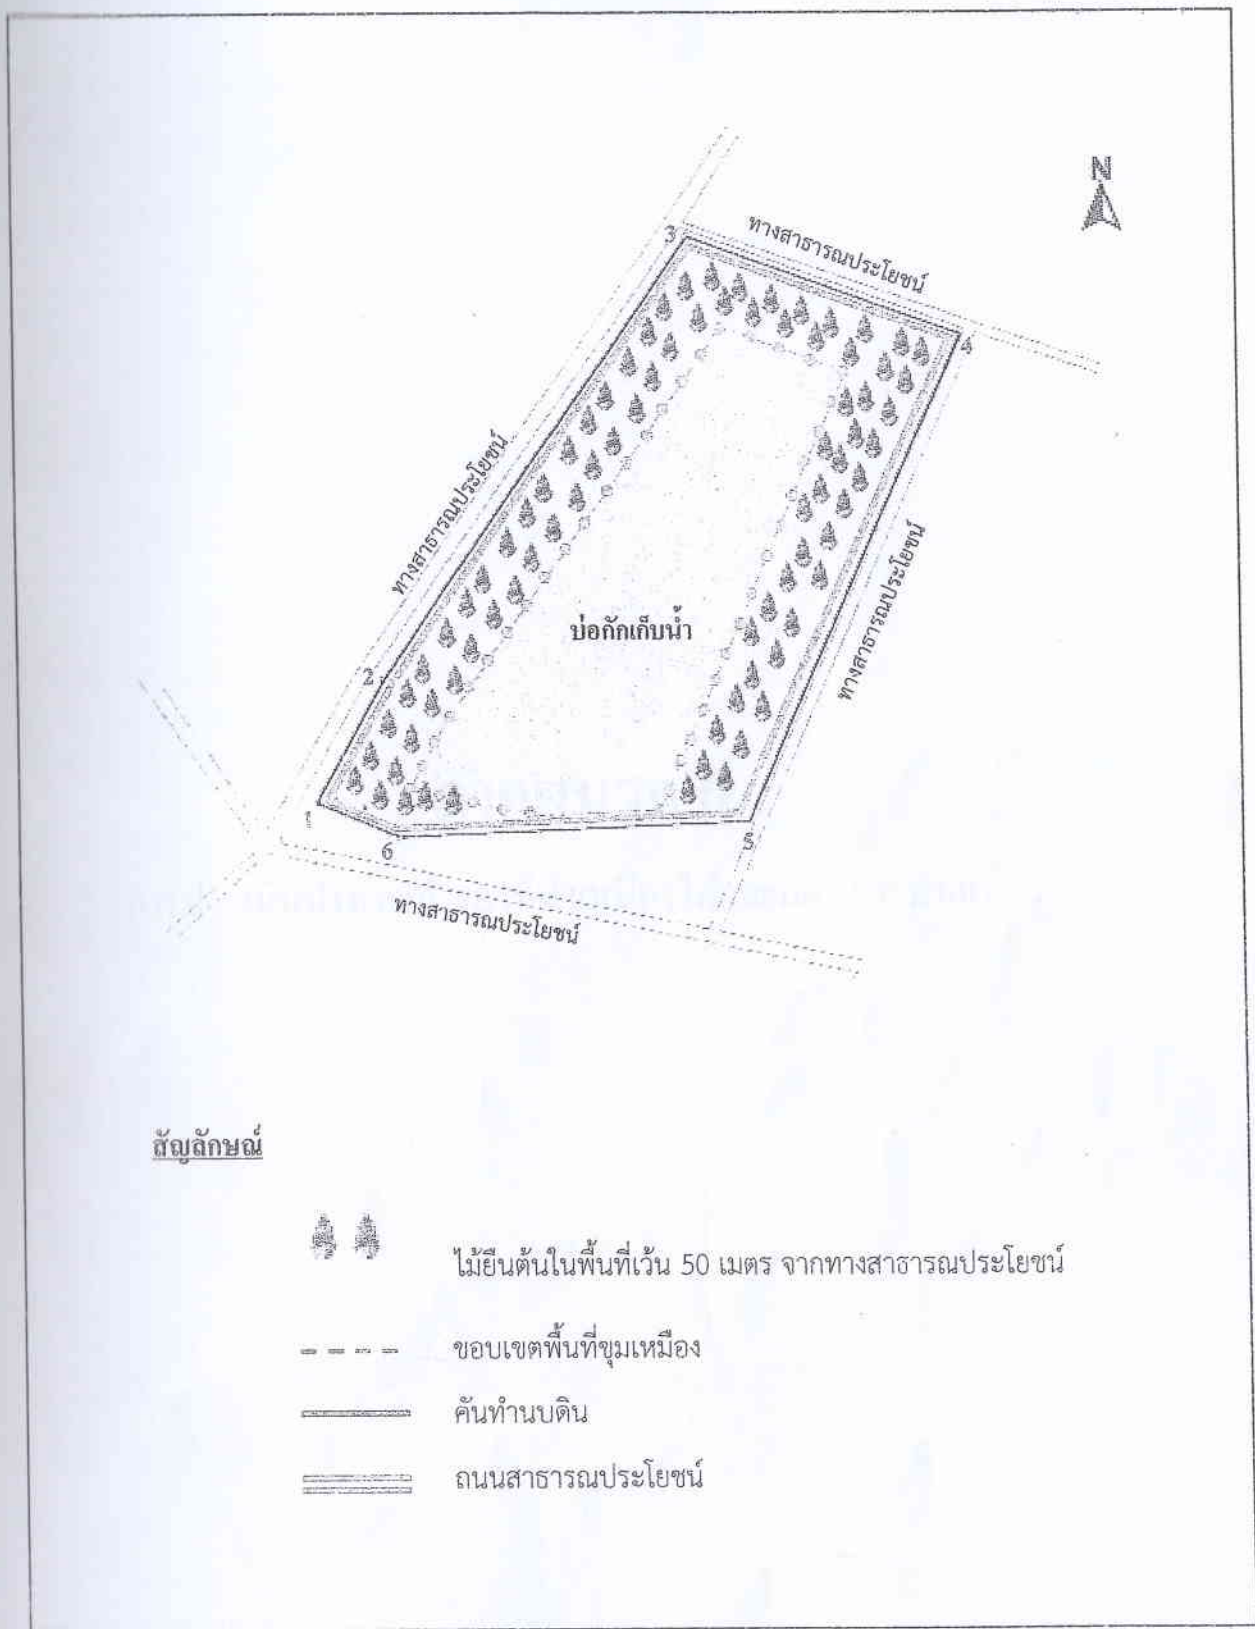 N
3
ทางสาธารณประโยชน์
4
ทางสาธารณประโยชน์
ทางสาธารณประโยชน์
บ่อกักเก็บน้ำ
2
1
6
5
ทางสาธารณประโยชน์
สัญลักษณ์
ไม้ยืนต้นในพื้นที่เว้น 50 เมตร จากทางสาธารณประโยชน์
ขอบเขตพื้นที่ขุมเหมือง
คันทำนบดิน
ถนนสาธารณประโยชน์